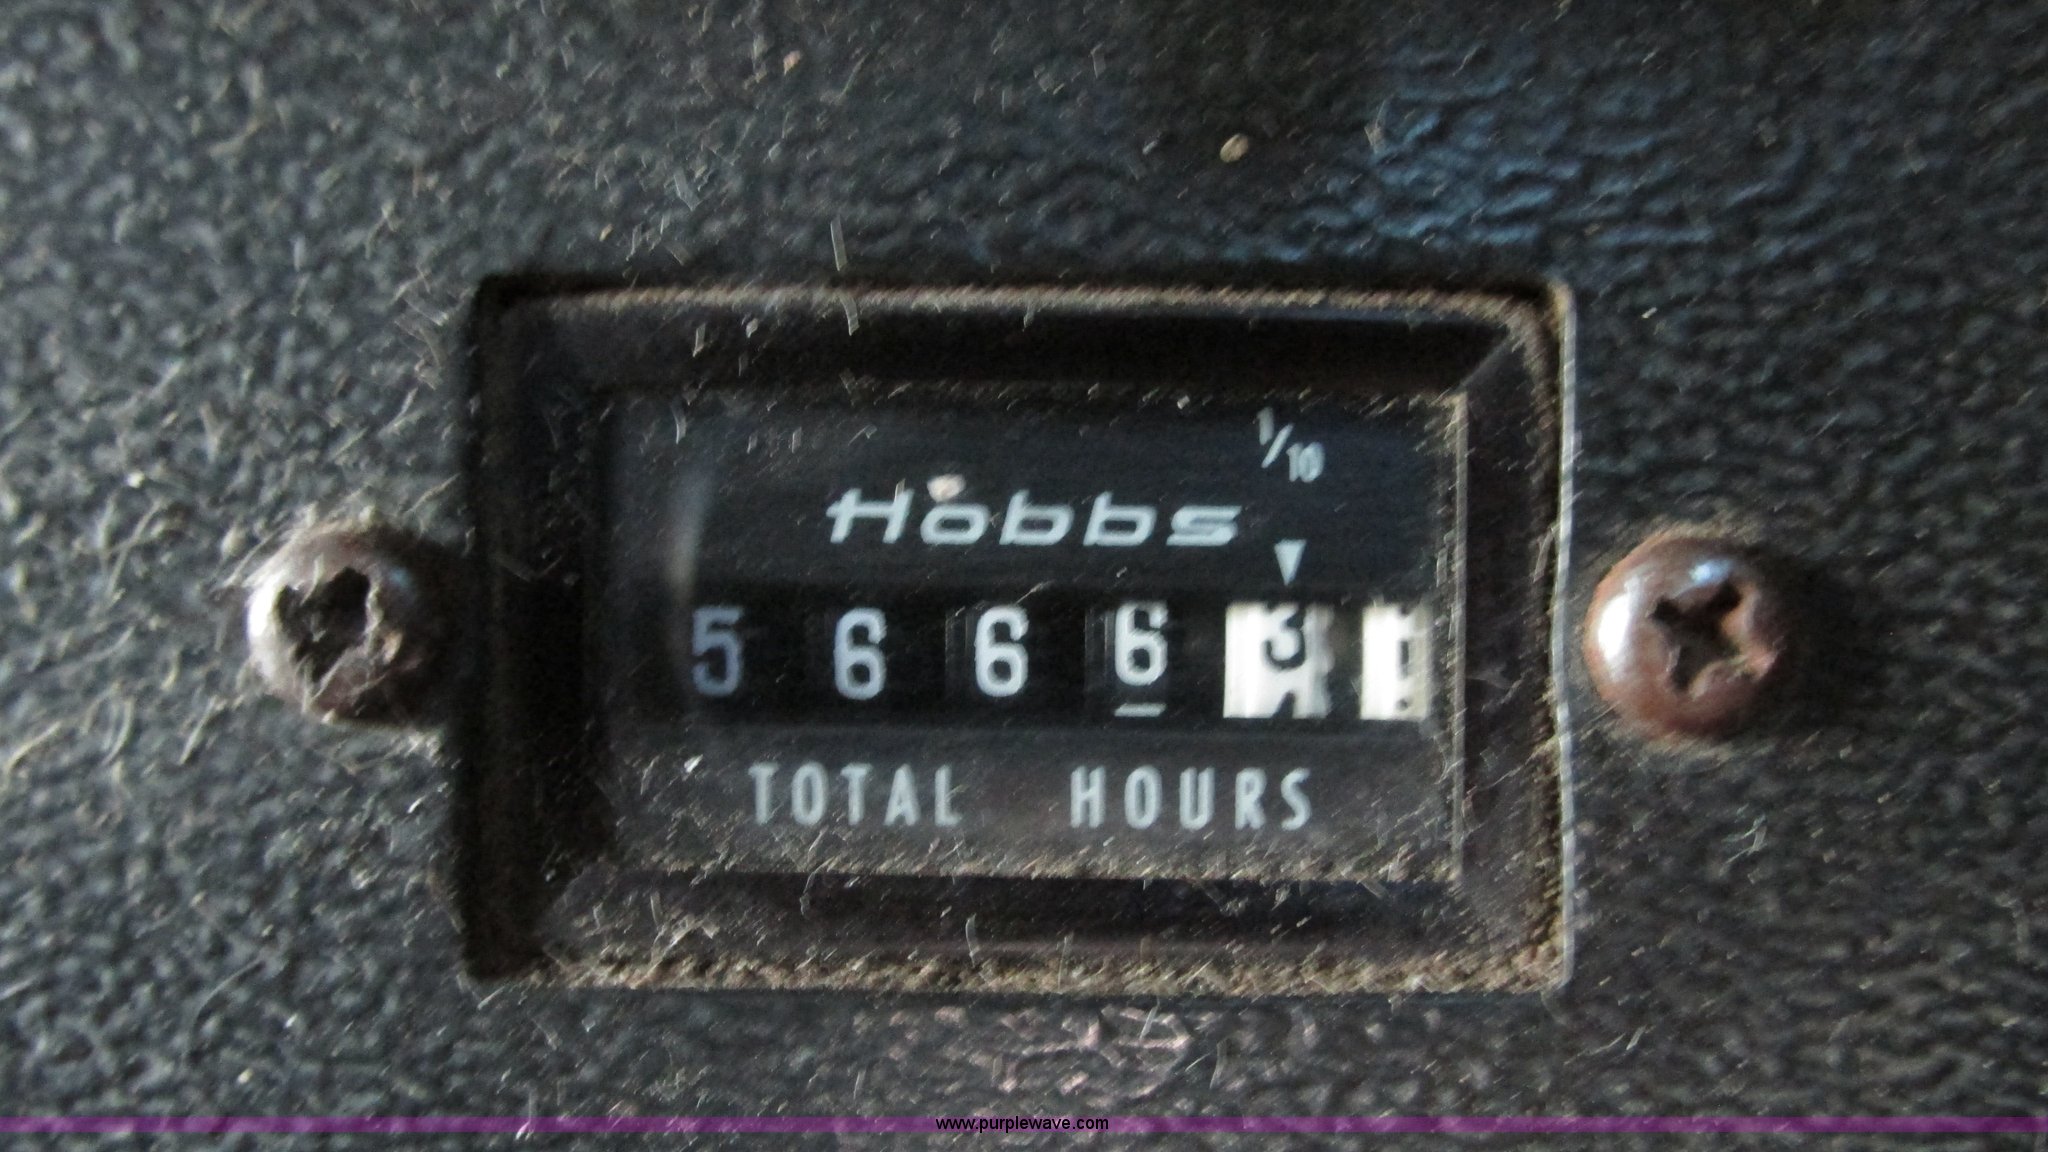 1/10
Hobbs
5 6 6 6 3
TOTAL HOURS
www.purplewave.com